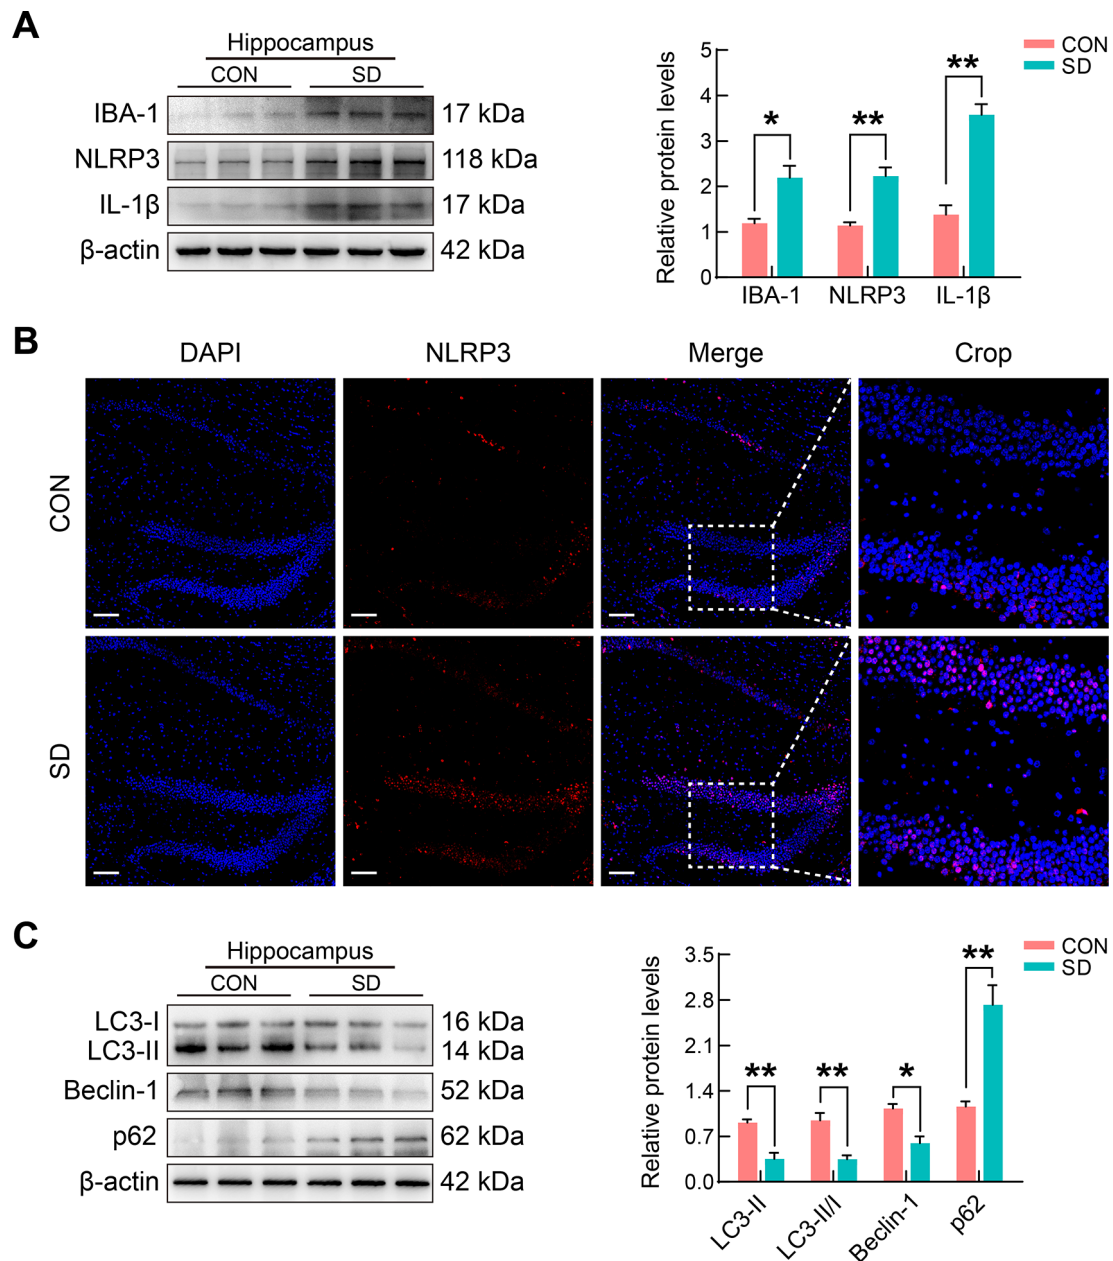 A
Hippocampus
CON SD
IBA-1 17 kDa
NLRP3 118 kDa
IL-1β 17 kDa
β-actin 42 kDa
CON
SD
Relative protein levels
5
4
3
2
1
0
* ** **
IBA-1 NLRP3 IL-1β
B
DAPI NLRP3 Merge Crop
CON
SD
C
Hippocampus
CON SD
LC3-I 16 kDa
LC3-II 14 kDa
Beclin-1 52 kDa
p62 62 kDa
β-actin 42 kDa
CON
SD
Relative protein levels
3.5
2.8
2.1
1.4
0.7
0.0
** ** * **
LC3-II LC3-II/I Beclin-1 p62